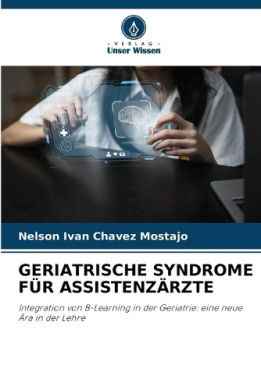 - VERLAG -
Unser Wissen
Nelson Ivan Chavez Mostajo
GERIATRISCHE SYNDROME
FÜR ASSISTENZÄRZTE
Integration von B-Learning in der Geriatrie: eine neue
Ära in der Lehre